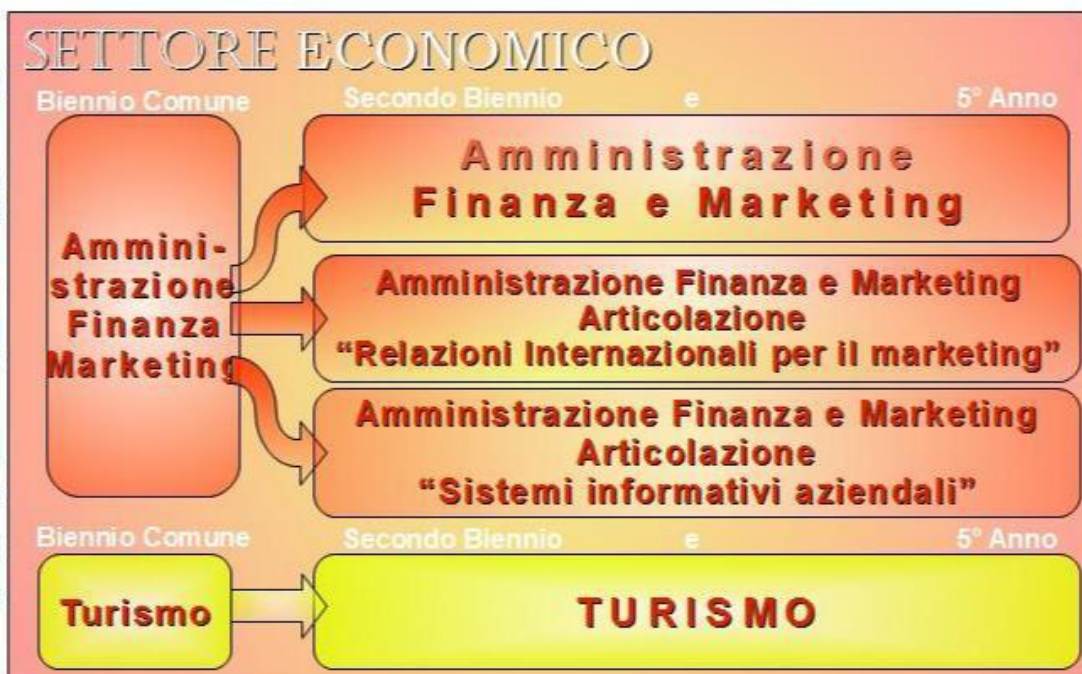 SETTORE ECONOMICO
Biennio Comune
Secondo Biennio e 5° Anno
Ammini-
strazione
Finanza
Marketing
Amministrazione
Finanza e Marketing
Amministrazione Finanza e Marketing
Articolazione
“Relazioni Internazionali per il marketing”
Amministrazione Finanza e Marketing
Articolazione
“Sistemi informativi aziendali”
Biennio Comune
Secondo Biennio e 5° Anno
Turismo
TURISMO